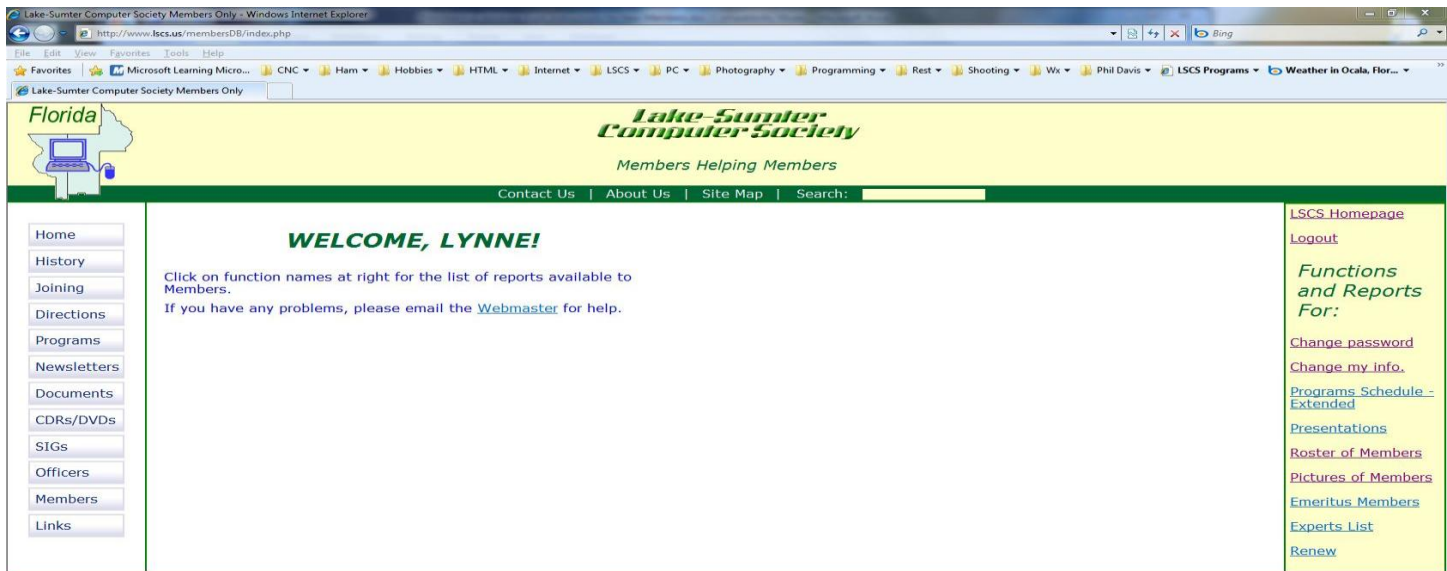 Lake-Sumter Computer Society Members Only - Windows Internet Explorer
http://www.lscs.us/membersDB/index.php
Bing
File Edit View Favorites Tools Help
Favorites Microsoft Learning Micro... CNC Ham Hobbies HTML Internet LSCS PC Photography Programming Rest Shooting Wx Phil Davis LSCS Programs Weather in Ocala, Flor...
Lake-Sumter Computer Society Members Only
Florida
Lake-Sumter
Computer Society
Members Helping Members
Contact Us | About Us | Site Map | Search:
Home
History
Joining
Directions
Programs
Newsletters
Documents
CDRs/DVDs
SIGs
Officers
Members
Links
WELCOME, LYNNE!
Click on function names at right for the list of reports available to
Members.
If you have any problems, please email the Webmaster for help.
LSCS Homepage
Logout
Functions
and Reports
For:
Change password
Change my info.
Programs Schedule -
Extended
Presentations
Roster of Members
Pictures of Members
Emeritus Members
Experts List
Renew